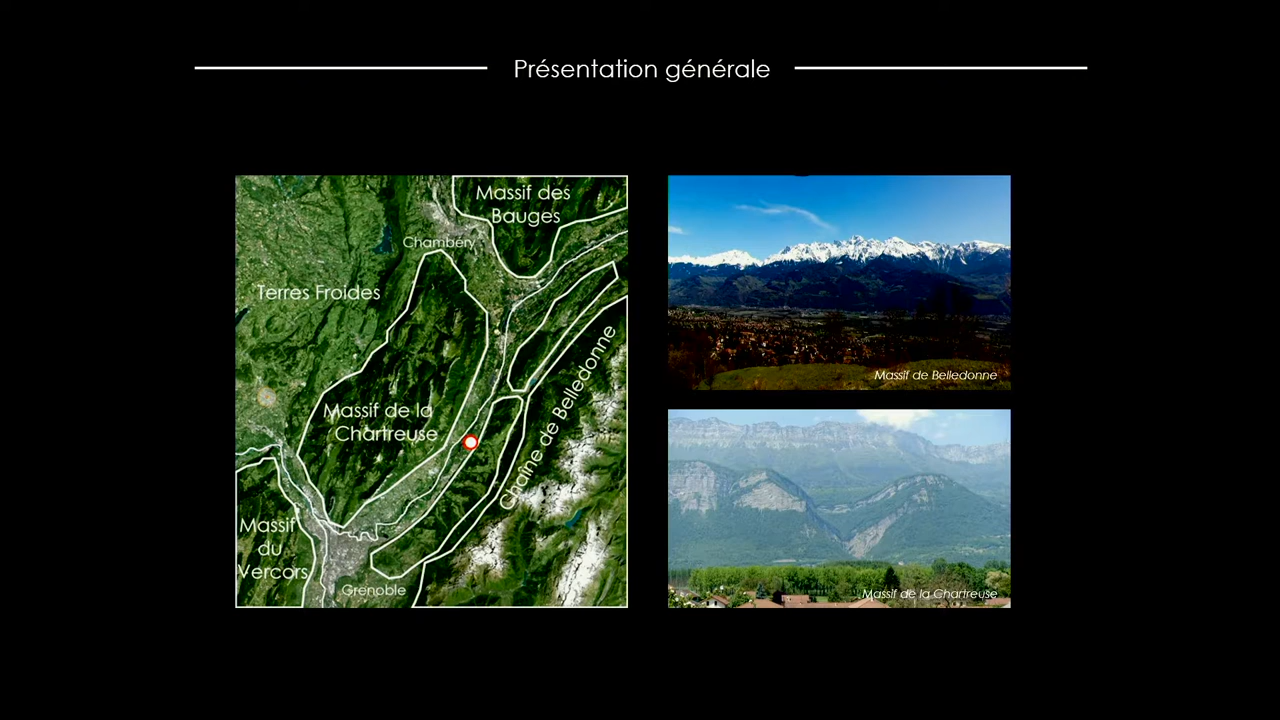 Présentation générale
Massif des
Bauges
Chambéry
Terres Froides
Massif de la
Chartreuse
Chaîne de Belledonne
Massif
du
Vercors
Grenoble
Massif de Belledonne
Massif de la Chartreuse